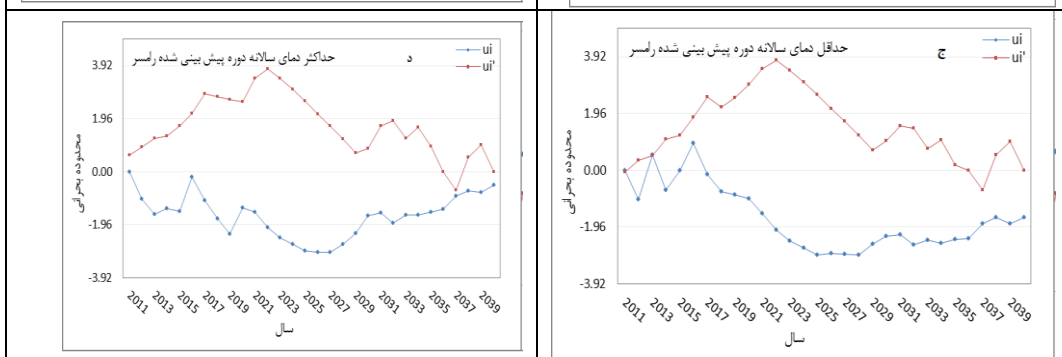 د
حداکثر دمای سالانه دوره پیش بینی شده رامسر
ui
ui'
محدوده بحرانی
3.92
1.96
0.00
-1.96
-3.92
2011 2013 2015 2017 2019 2021 2023 2025 2027 2029 2031 2033 2035 2037 2039
سال
ج
حداقل دمای سالانه دوره پیش بینی شده رامسر
ui
ui'
محدوده بحرانی
3.92
1.96
0.00
-1.96
-3.92
2011 2013 2015 2017 2019 2021 2023 2025 2027 2029 2031 2033 2035 2037 2039
سال